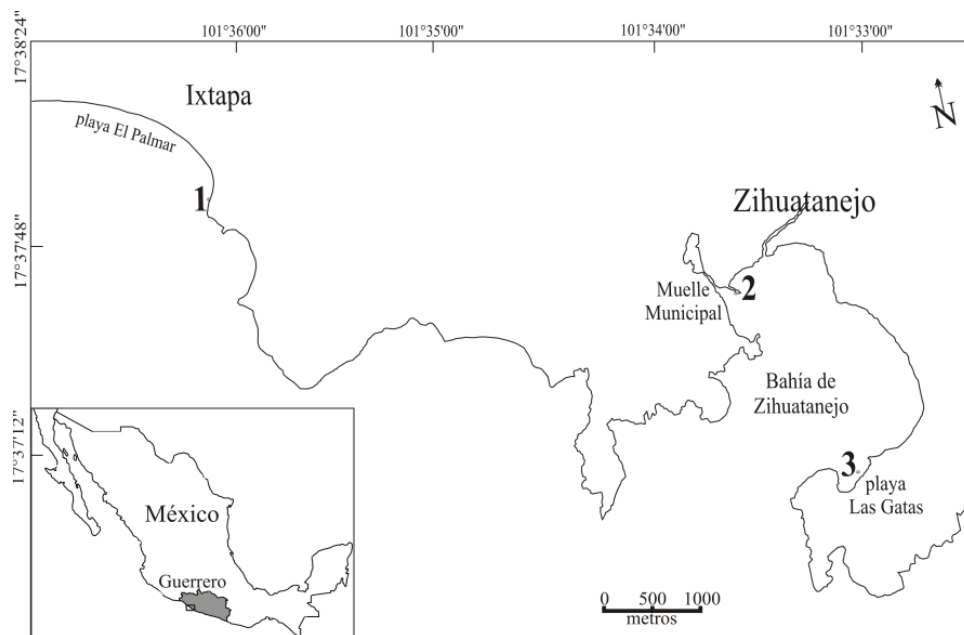 101°36'00"
101°35'00"
101°34'00"
101°33'00"
17°38'24"
Ixtapa
playa El Palmar
N
1
Zihuatanejo
17°37'48"
2
Muelle
Municipal
Bahía de
Zihuatanejo
17°37'12"
3
playa
Las Gatas
México
Guerrero
0 500 1000
metros